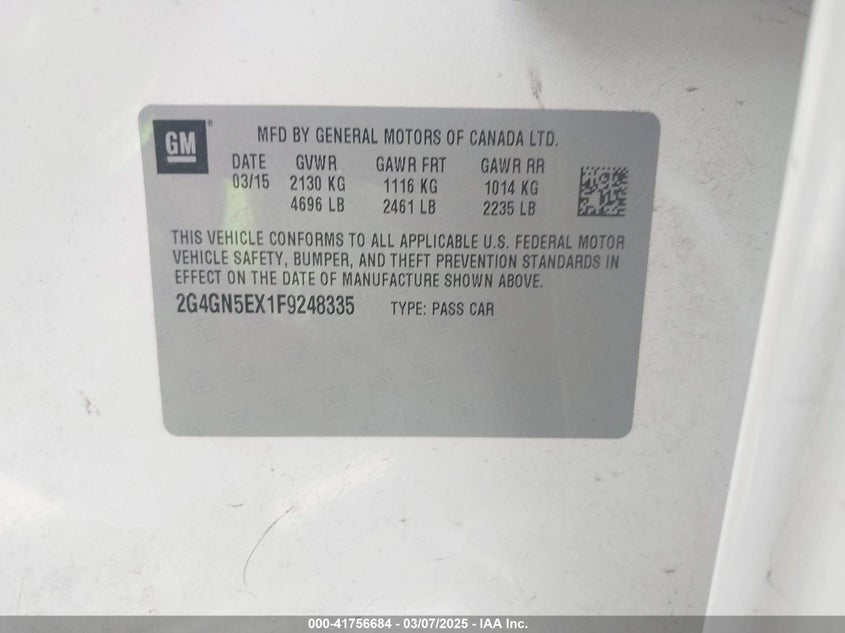 GM®
MFD BY GENERAL MOTORS OF CANADA LTD.
DATE GVWR GAWR FRT GAWR RR
03/15 2130 KG 1116 KG 1014 KG
4696 LB 2461 LB 2235 LB
THIS VEHICLE CONFORMS TO ALL APPLICABLE U.S. FEDERAL MOTOR
VEHICLE SAFETY, BUMPER, AND THEFT PREVENTION STANDARDS IN
EFFECT ON THE DATE OF MANUFACTURE SHOWN ABOVE.
2G4GN5EX1F9248335 TYPE: PASS CAR
000-41756684 - 03/07/2025 - IAA Inc.